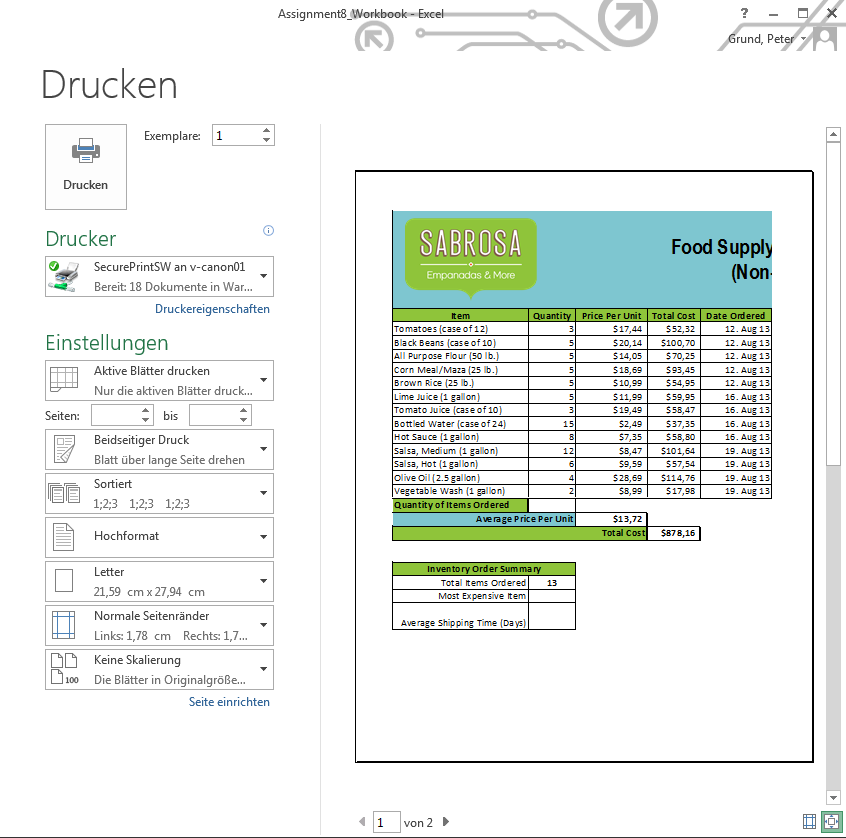 Assignment8_Workbook - Excel
?
Grund, Peter
Drucken
Drucken
Exemplare: 1
Drucker
SecurePrintSW an v-canon01
Bereit: 18 Dokumente in War...
Druckereigenschaften
Einstellungen
Aktive Blätter drucken
Nur die aktiven Blätter druck...
Seiten: bis
Beidseitiger Druck
Blatt über lange Seite drehen
Sortiert
1;2;3 1;2;3 1;2;3
Hochformat
Letter
21,59 cm x 27,94 cm
Normale Seitenränder
Links: 1,78 cm Rechts: 1,7...
Keine Skalierung
100
Die Blätter in Originalgröße...
Seite einrichten
SABROSA
Empanadas & More
Food Supply
(Non-
Item Quantity Price Per Unit Total Cost Date Ordered
Tomatoes (case of 12) 3 $17,44 $52,32 12. Aug 13
Black Beans (case of 10) 5 $20,14 $100,70 12. Aug 13
All Purpose Flour (50 lb.) 5 $14,05 $70,25 12. Aug 13
Corn Meal/Maza (25 lb.) 5 $18,69 $93,45 12. Aug 13
Brown Rice (25 lb.) 5 $10,99 $54,95 12. Aug 13
Lime Juice (1 gallon) 5 $11,99 $59,95 16. Aug 13
Tomato Juice (case of 10) 3 $19,49 $58,47 16. Aug 13
Bottled Water (case of 24) 15 $2,49 $37,35 16. Aug 13
Hot Sauce (1 gallon) 8 $7,35 $58,80 16. Aug 13
Salsa, Medium (1 gallon) 12 $8,47 $101,64 19. Aug 13
Salsa, Hot (1 gallon) 6 $9,59 $57,54 19. Aug 13
Olive Oil (2.5 gallon) 4 $28,69 $114,76 19. Aug 13
Vegetable Wash (1 gallon) 2 $8,99 $17,98 19. Aug 13
Quantity of Items Ordered
Average Price Per Unit $13,72
Total Cost $878,16
Inventory Order Summary
Total Items Ordered 13
Most Expensive Item
Average Shipping Time (Days)
1 von 2